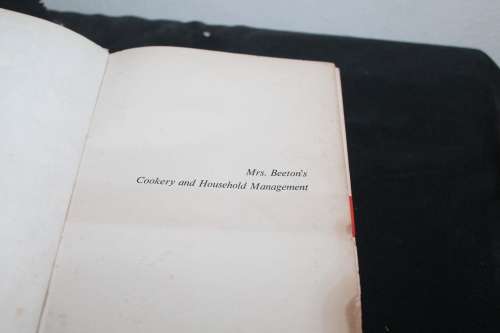 Mrs. Beeton's
Cookery and Household Management